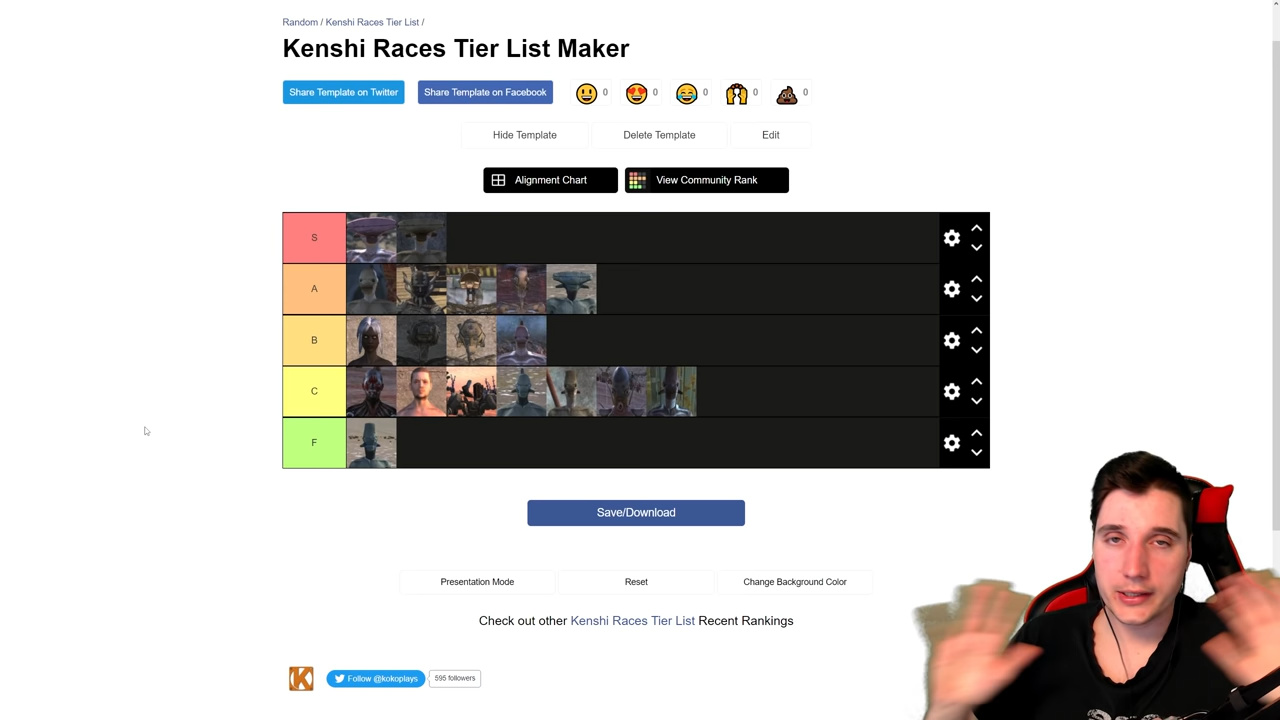 Random / Kenshi Races Tier List /
Kenshi Races Tier List Maker
Share Template on Twitter
Share Template on Facebook
0
0
0
0
0
Hide Template
Delete Template
Edit
Alignment Chart
View Community Rank
S
A
B
C
F
Save/Download
Presentation Mode
Reset
Change Background Color
Check out other Kenshi Races Tier List Recent Rankings
K
Follow @kokoplays
595 followers